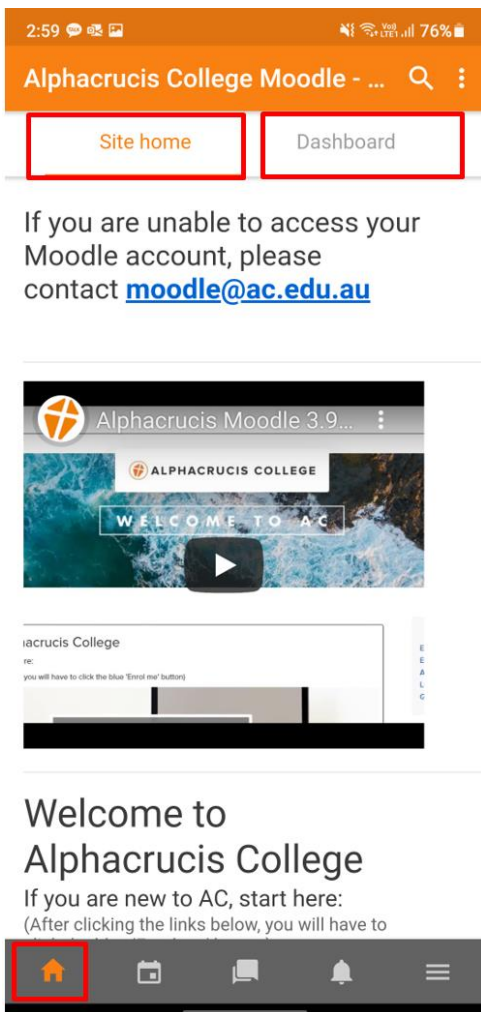 2:59 76%
Alphacrucis College Moodle - ...
Site home Dashboard
If you are unable to access your
Moodle account, please
contact moodle@ac.edu.au
Alphacrucis Moodle 3.9...
ALPHACRUCIS COLLEGE
WELCOME TO AC
acrucis College
re:
you will have to click the blue 'Enrol me' button)
E
E
A
L
G
Welcome to
Alphacrucis College
If you are new to AC, start here:
(After clicking the links below, you will have to